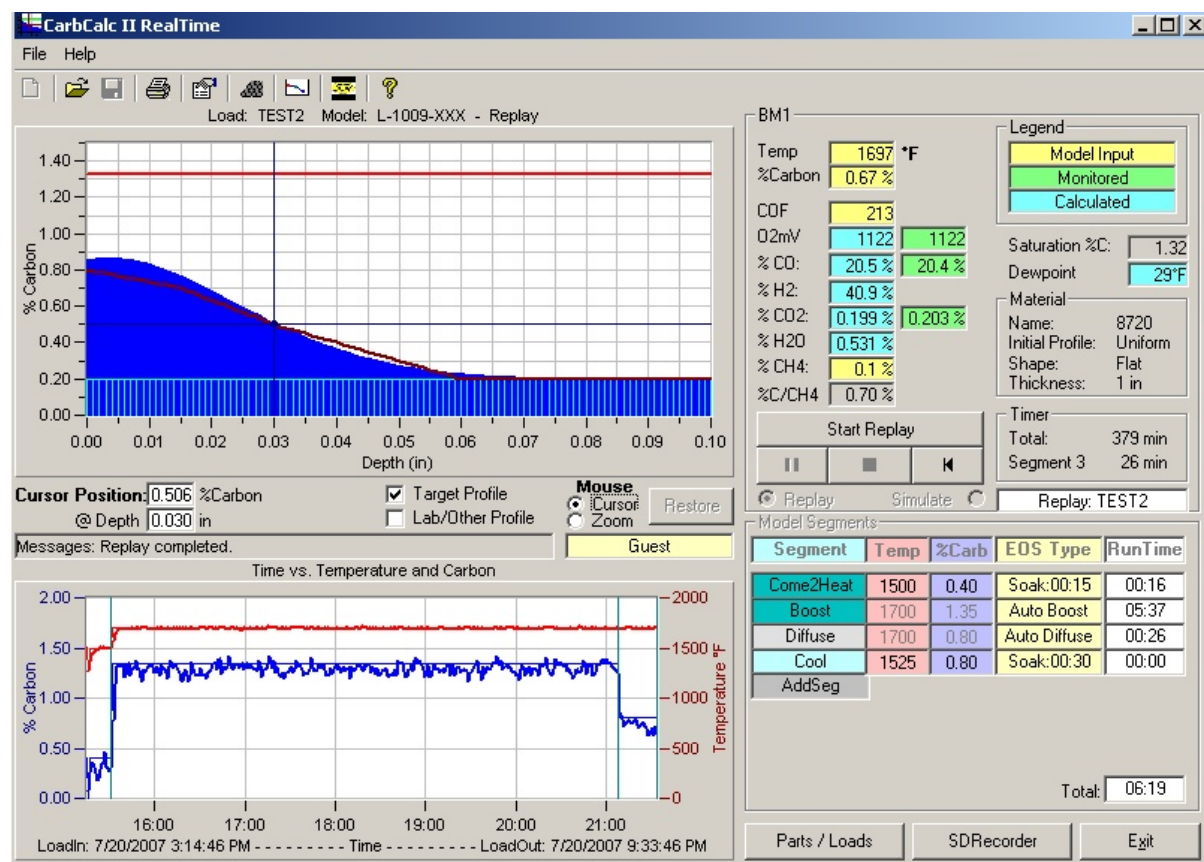 CarbCalc II RealTime
File Help
Load: TEST2 Model: L-1009-XXX - Replay
% Carbon
1.40
1.20
1.00
0.80
0.60
0.40
0.20
0.00
0.00 0.01 0.02 0.03 0.04 0.05 0.06 0.07 0.08 0.09 0.10
Depth (in)
Cursor Position: 0.506 %Carbon
@ Depth 0.030 in
Target Profile
Lab/Other Profile
Mouse
Cursor
Zoom
Restore
Messages: Replay completed.
Guest
Time vs. Temperature and Carbon
% Carbon
2.00
1.50
1.00
0.50
0.00
2000
1500
1000
500
0
Temperature °F
16:00 17:00 18:00 19:00 20:00 21:00
LoadIn: 7/20/2007 3:14:46 PM - - - - - - - - - Time - - - - - - - - - LoadOut: 7/20/2007 9:33:46 PM
BM1
Temp 1697 °F
%Carbon 0.67 %
COF 213
O2mV 1122 1122
% CO: 20.5 % 20.4 %
% H2: 40.9 %
% CO2: 0.199 % 0.203 %
% H2O 0.531 %
% CH4: 0.1 %
%C/CH4 0.70 %
Legend
Model Input
Monitored
Calculated
Saturation %C: 1.32
Dewpoint 29°F
Material
Name: 8720
Initial Profile: Uniform
Shape: Flat
Thickness: 1 in
Start Replay
Timer
Total: 379 min
Segment 3 26 min
Replay Simulate
Replay: TEST2
Model Segments
Segment Temp %Carb EOS Type RunTime
Come2Heat 1500 0.40 Soak:00:15 00:16
Boost 1700 1.35 Auto Boost 05:37
Diffuse 1700 0.80 Auto Diffuse 00:26
Cool 1525 0.80 Soak:00:30 00:00
AddSeg
Total: 06:19
Parts / Loads SDRecorder Exit